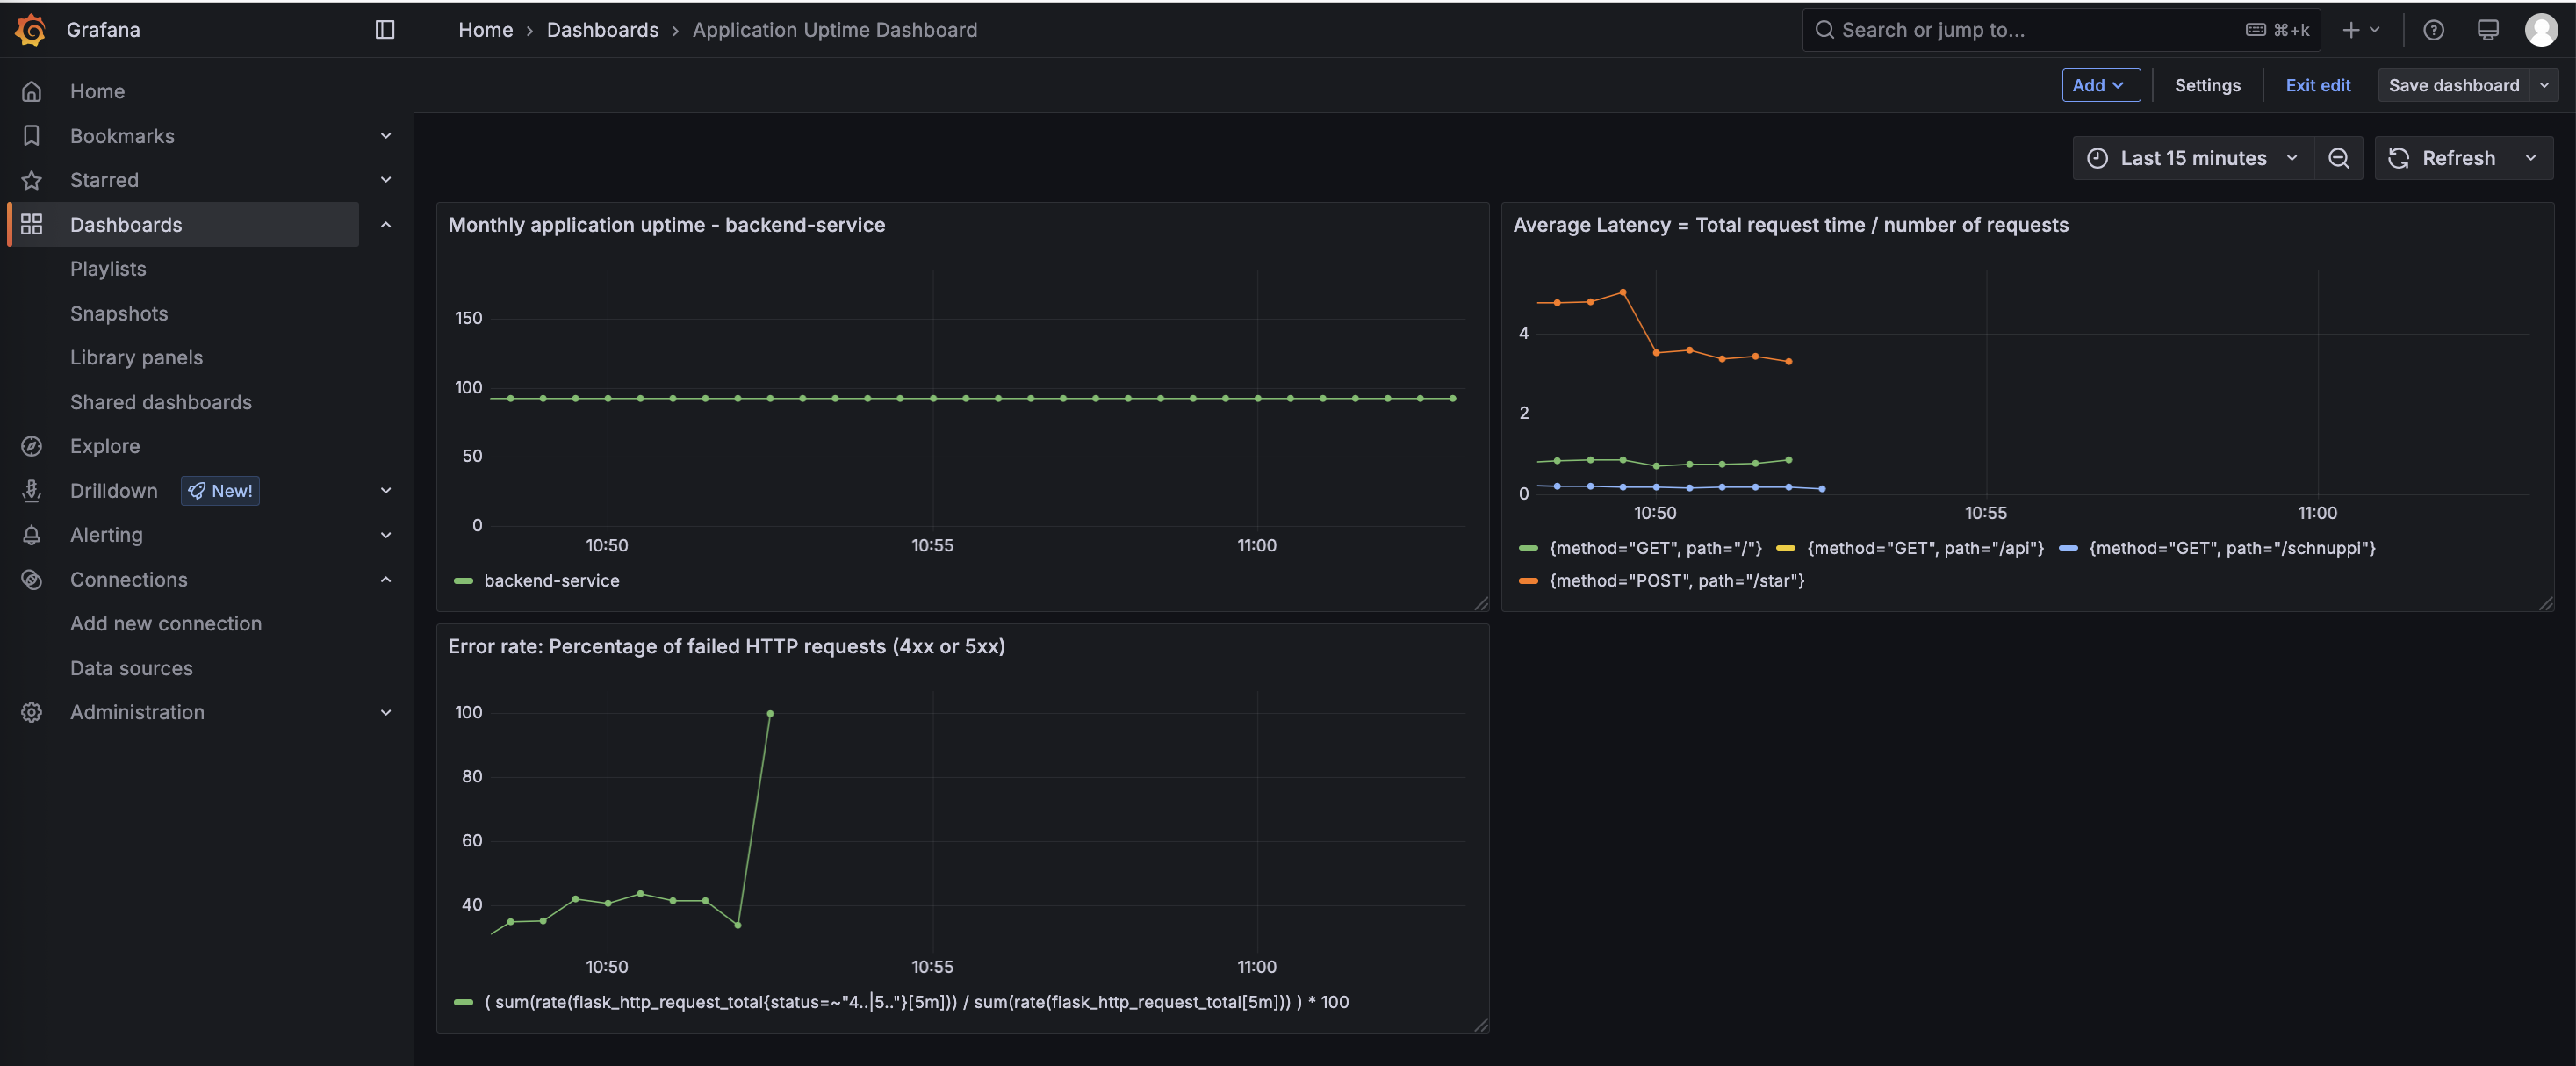 Grafana
Home › Dashboards › Application Uptime Dashboard
Search or jump to... ⌘+k
Add
Settings
Exit edit
Save dashboard
Home
Bookmarks
Starred
Dashboards
Playlists
Snapshots
Library panels
Shared dashboards
Explore
Drilldown New!
Alerting
Connections
Add new connection
Data sources
Administration
Last 15 minutes
Refresh
Monthly application uptime - backend-service
150
100
50
0
10:50 10:55 11:00
backend-service
Average Latency = Total request time / number of requests
4
2
0
10:50 10:55 11:00
{method="GET", path="/"} {method="GET", path="/api"} {method="GET", path="/schnuppi"}
{method="POST", path="/star"}
Error rate: Percentage of failed HTTP requests (4xx or 5xx)
100
80
60
40
10:50 10:55 11:00
( sum(rate(flask_http_request_total{status=~"4..|5.."}[5m])) / sum(rate(flask_http_request_total[5m])) ) * 100